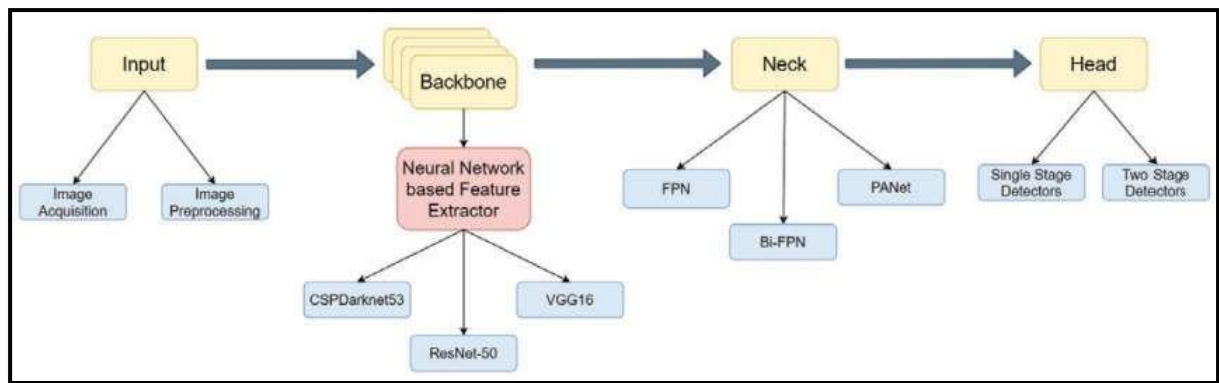 Input
Backbone
Neck
Head
Image
Acquisition
Image
Preprocessing
Neural Network
based Feature
Extractor
FPN
PANet
Bi-FPN
Single Stage
Detectors
Two Stage
Detectors
CSPDarknet53
VGG16
ResNet-50